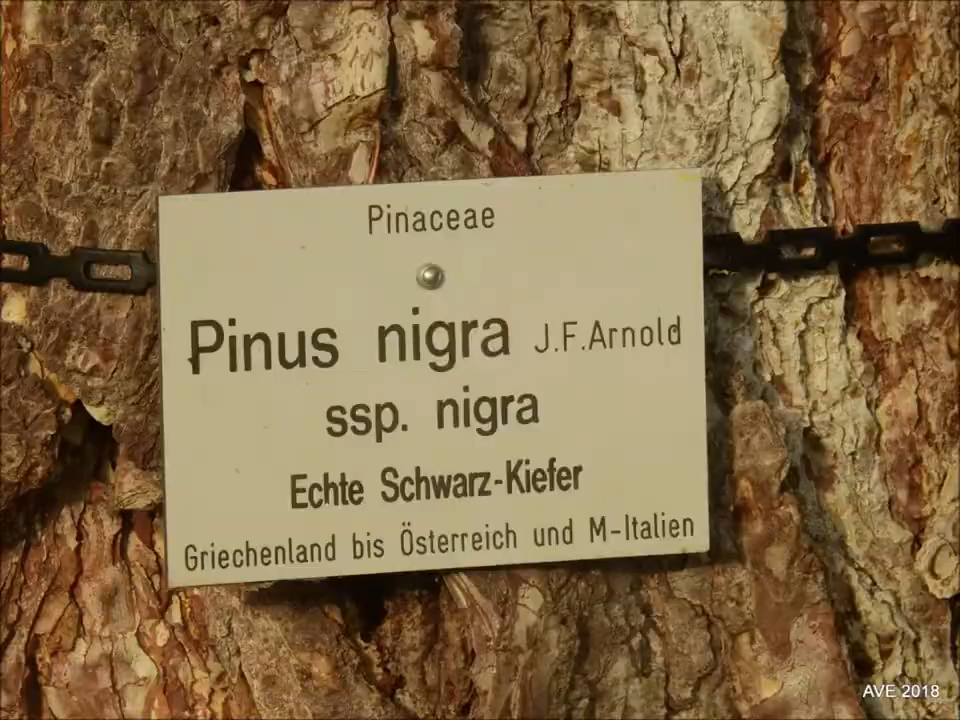 Pinaceae
Pinus nigra J.F.Arnold
ssp. nigra
Echte Schwarz-Kiefer
Griechenland bis Österreich und M-Italien
AVE 2018